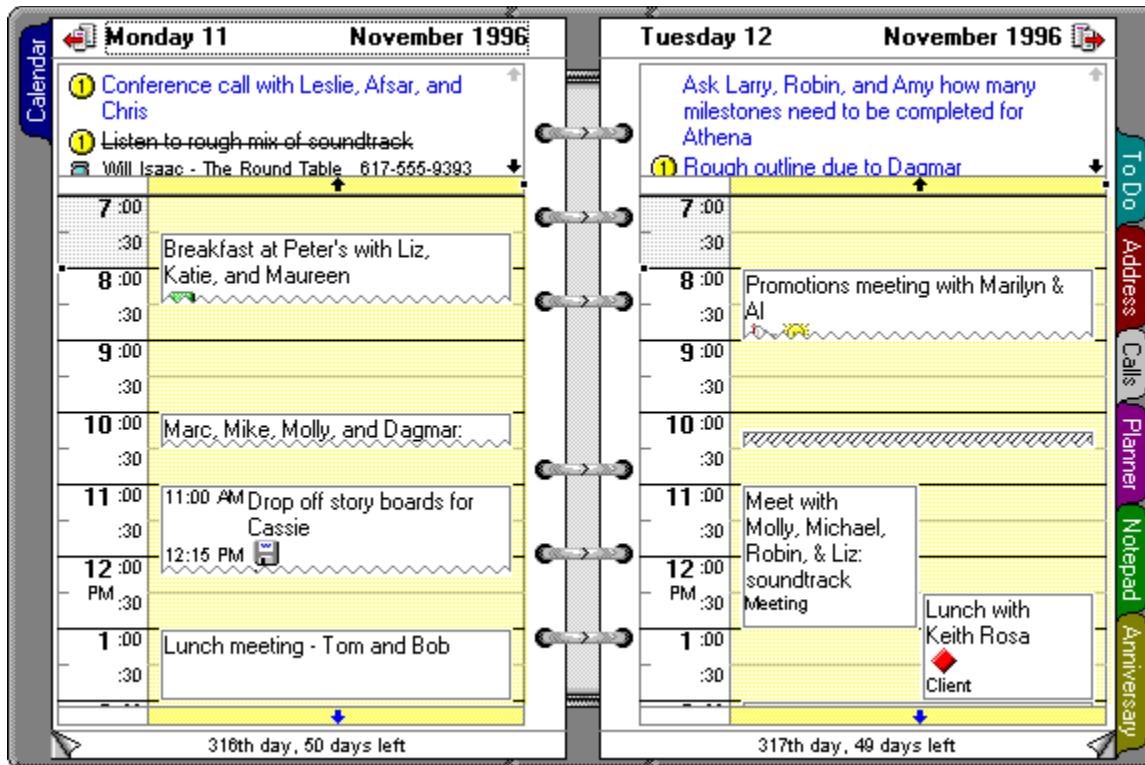 Calendar
Monday 11 November 1996
1 Conference call with Leslie, Afsar, and
Chris
1 Listen to rough mix of soundtrack
Will Isaac - The Round Table 617-555-9393
7 :00
:30
Breakfast at Peter's with Liz,
Katie, and Maureen
8 :00
:30
9 :00
:30
10 :00
Marc, Mike, Molly, and Dagmar:
:30
11 :00
11:00 AM Drop off story boards for
Cassie
:30
12:15 PM
12 :00
PM :30
1 :00
Lunch meeting - Tom and Bob
:30
316th day, 50 days left
Tuesday 12 November 1996
Ask Larry, Robin, and Amy how many
milestones need to be completed for
Athena
1 Rough outline due to Dagmar
7 :00
:30
8 :00
Promotions meeting with Marilyn &
Al
:30
9 :00
:30
10 :00
:30
11 :00
Meet with
Molly, Michael,
Robin, & Liz:
soundtrack
Meeting
:30
12 :00
PM :30
Lunch with
Keith Rosa
Client
1 :00
:30
317th day, 49 days left
To Do
Address
Calls
Planner
Notepad
Anniversary